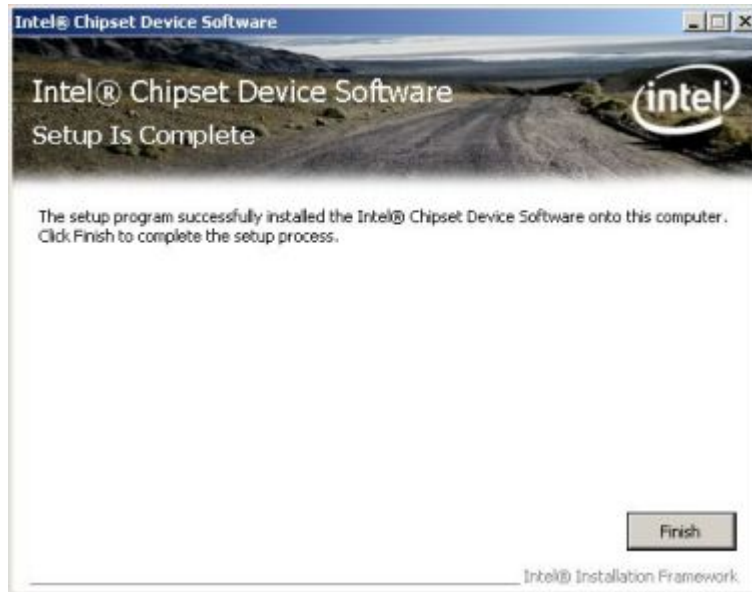 Intel® Chipset Device Software
Intel® Chipset Device Software
intel
Setup Is Complete
The setup program successfully installed the Intel® Chipset Device Software onto this computer.
Click Finish to complete the setup process.
Finish
Intel® Installation Framework